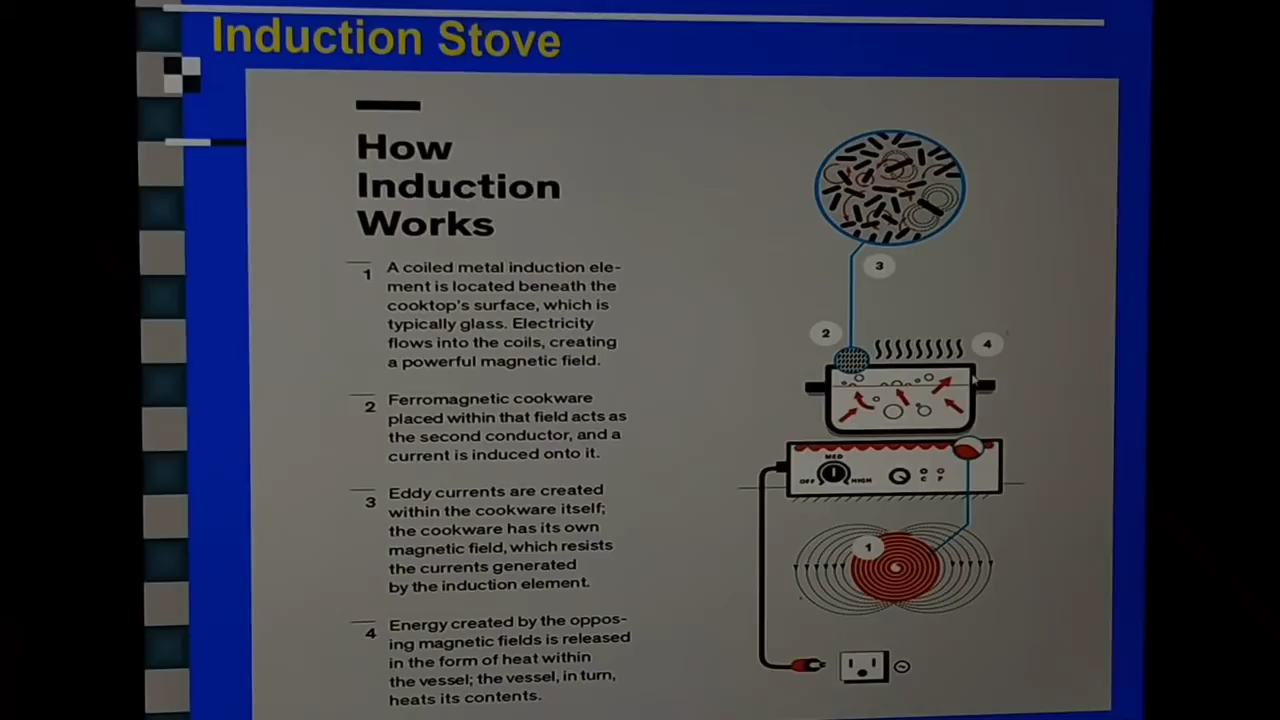 Induction Stove
How
Induction
Works
1 A coiled metal induction ele-
ment is located beneath the
cooktop's surface, which is
typically glass. Electricity
flows into the coils, creating
a powerful magnetic field.
2 Ferromagnetic cookware
placed within that field acts as
the second conductor, and a
current is induced onto it.
3 Eddy currents are created
within the cookware itself;
the cookware has its own
magnetic field, which resists
the currents generated
by the induction element.
4 Energy created by the oppos-
ing magnetic fields is released
in the form of heat within
the vessel; the vessel, in turn,
heats its contents.
3
2
4
MED
OFF
HIGH
C F
1